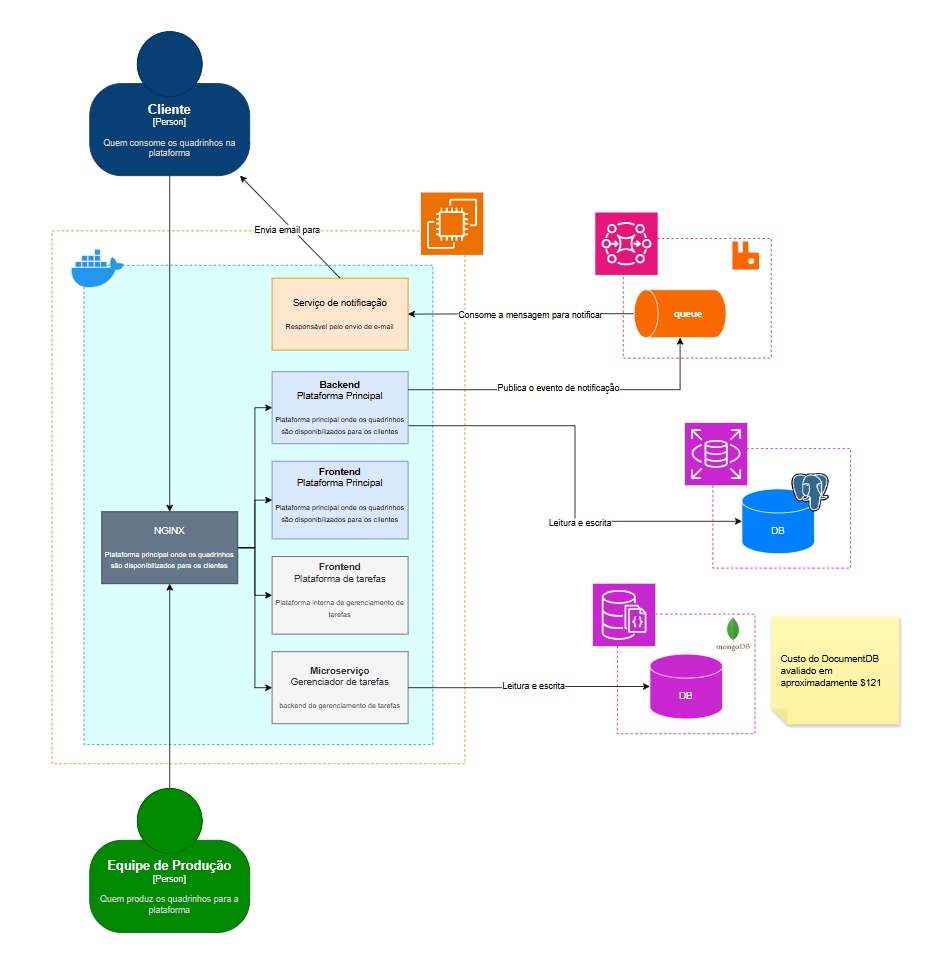 Cliente
[Person]
Quem consome os quadrinhos na
plataforma
Envia email para
Serviço de notificação
Responsável pelo envio de e-mail
Consome a mensagem para notificar
queue
Backend
Plataforma Principal
Plataforma principal onde os quadrinhos
são disponibilizados para os clientes
Publica o evento de notificação
Frontend
Plataforma Principal
Plataforma principal onde os quadrinhos
são disponibilizados para os clientes
Leitura e escrita
DB
NGINX
Plataforma principal onde os quadrinhos
são disponibilizados para os clientes
Frontend
Plataforma de tarefas
Plataforma interna de gerenciamento de
tarefas
Microserviço
Gerenciador de tarefas
backend do gerenciamento de tarefas
Leitura e escrita
mongoDB
DB
Custo do DocumentDB
avaliado em
aproximadamente $121
Equipe de Produção
[Person]
Quem produz os quadrinhos para a
plataforma